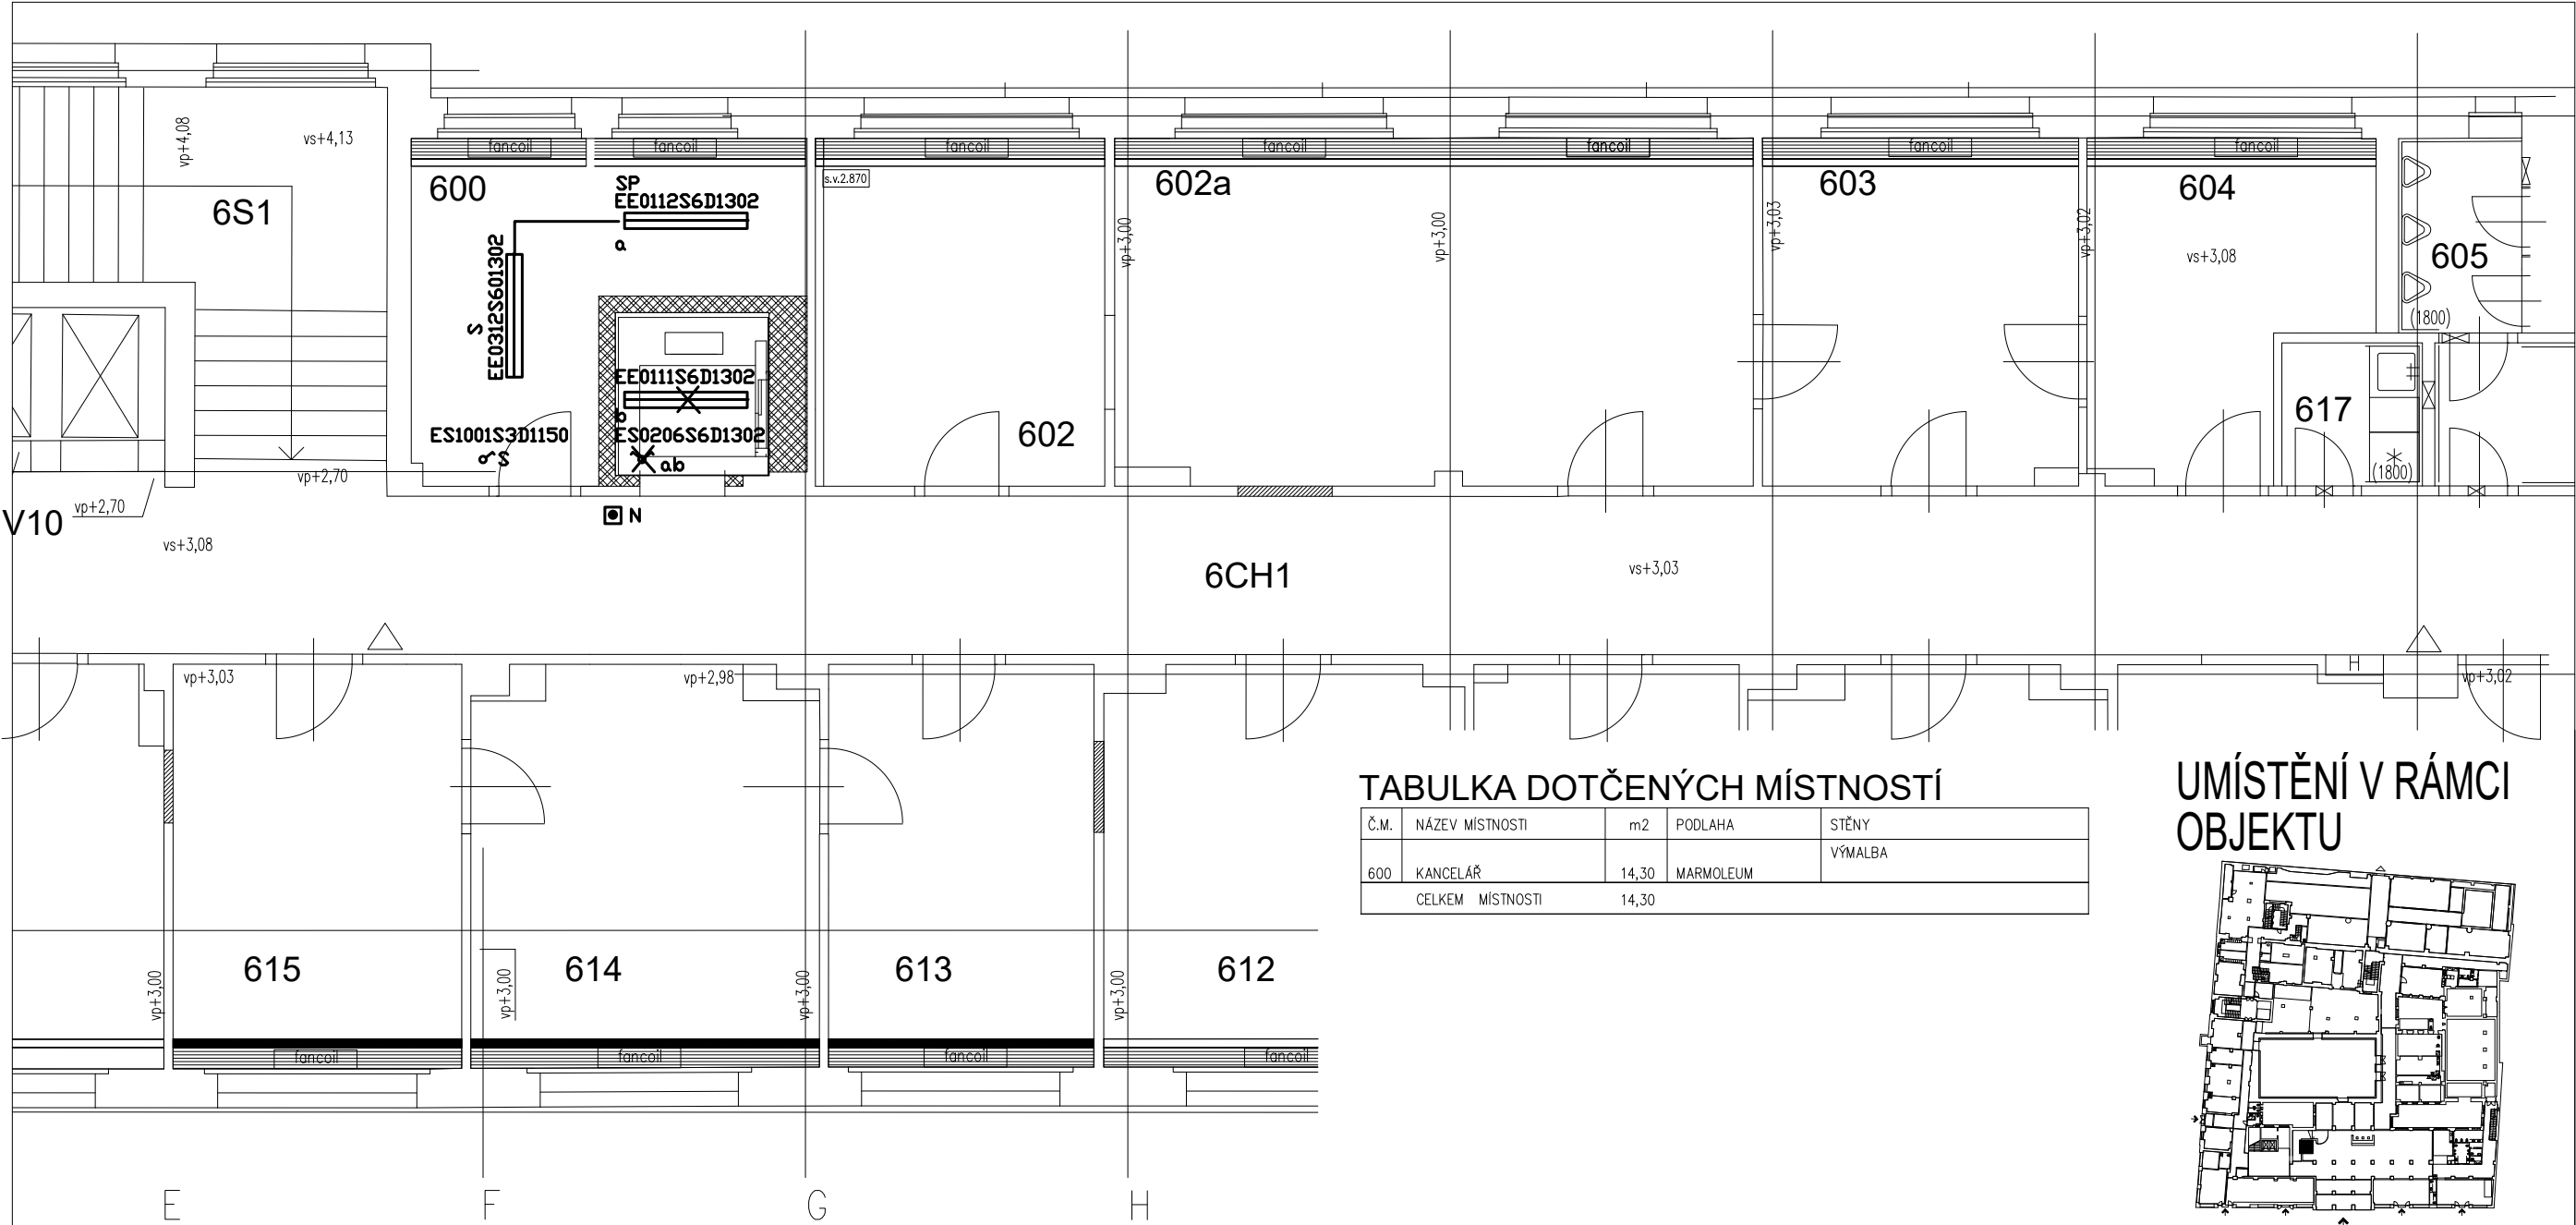 vp+4,08
vs+4,13
6S1
fancoil
fancoil
fancoil
fancoil
fancoil
fancoil
fancoil
600
SP
EE0112S6D1302
a
S
EE0312S601302
s.v.2.870
602a
603
604
605
vp+3,00
vp+3,00
vp+3,03
vp+3,02
vs+3,08
(1800)
EE0111S6D1302
b
ES1001S3D1150
S
ES0206S6D1302
ab
602
617
(1800)
vp+2,70
vp+2,70
V10
N
vs+3,08
6CH1
vs+3,03
H
vp+3,03
vp+2,98
vp+3,02
TABULKA DOTČENÝCH MÍSTNOSTÍ
Č.M. NÁZEV MÍSTNOSTI m2 PODLAHA STĚNY
VÝMALBA
600 KANCELÁŘ 14,30 MARMOLEUM
CELKEM MÍSTNOSTI 14,30
UMÍSTĚNÍ V RÁMCI
OBJEKTU
615
614
613
612
vp+3,00
vp+3,00
vp+3,00
vp+3,00
fancoil
fancoil
fancoil
fancoil
E
F
G
H